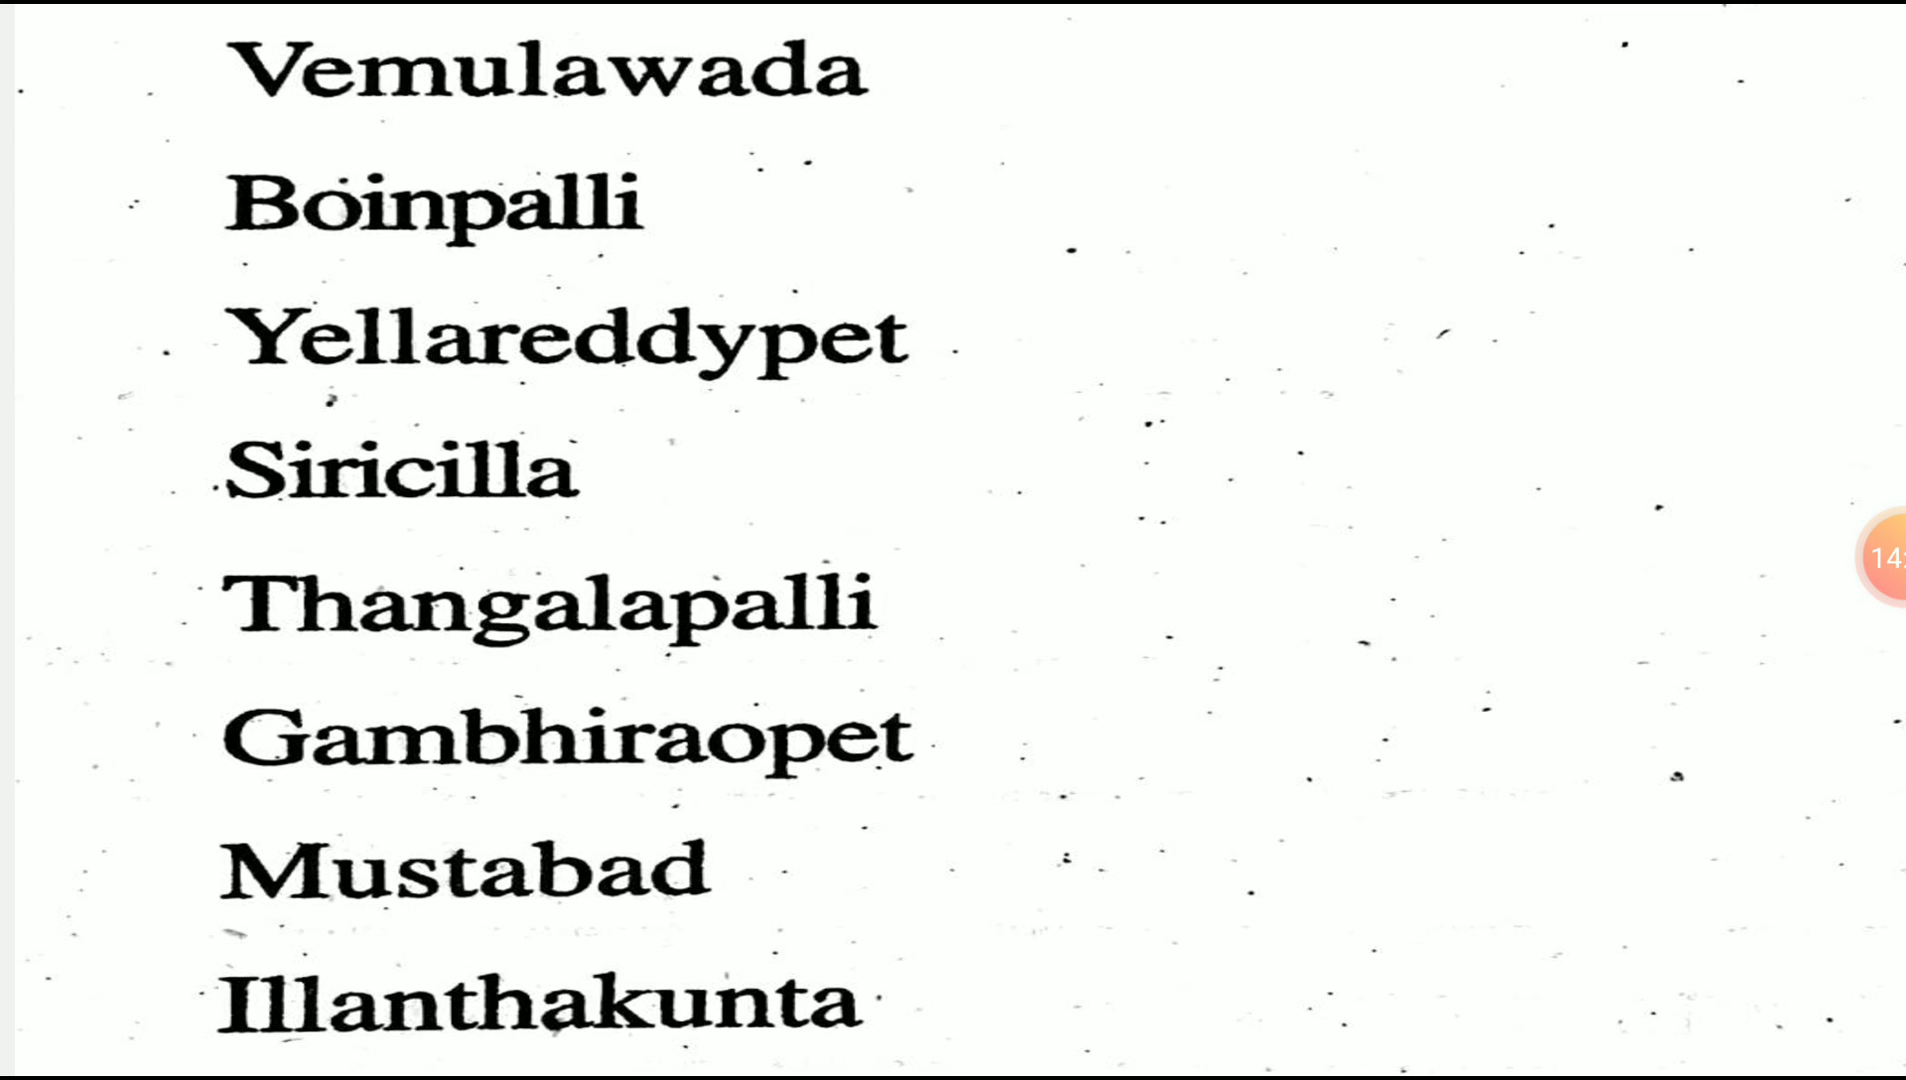 Vemulawada
Boinpalli
Yellareddypet
Siricilla
Thangalapalli
Gambhiraopet
Mustabad
Illanthakunta